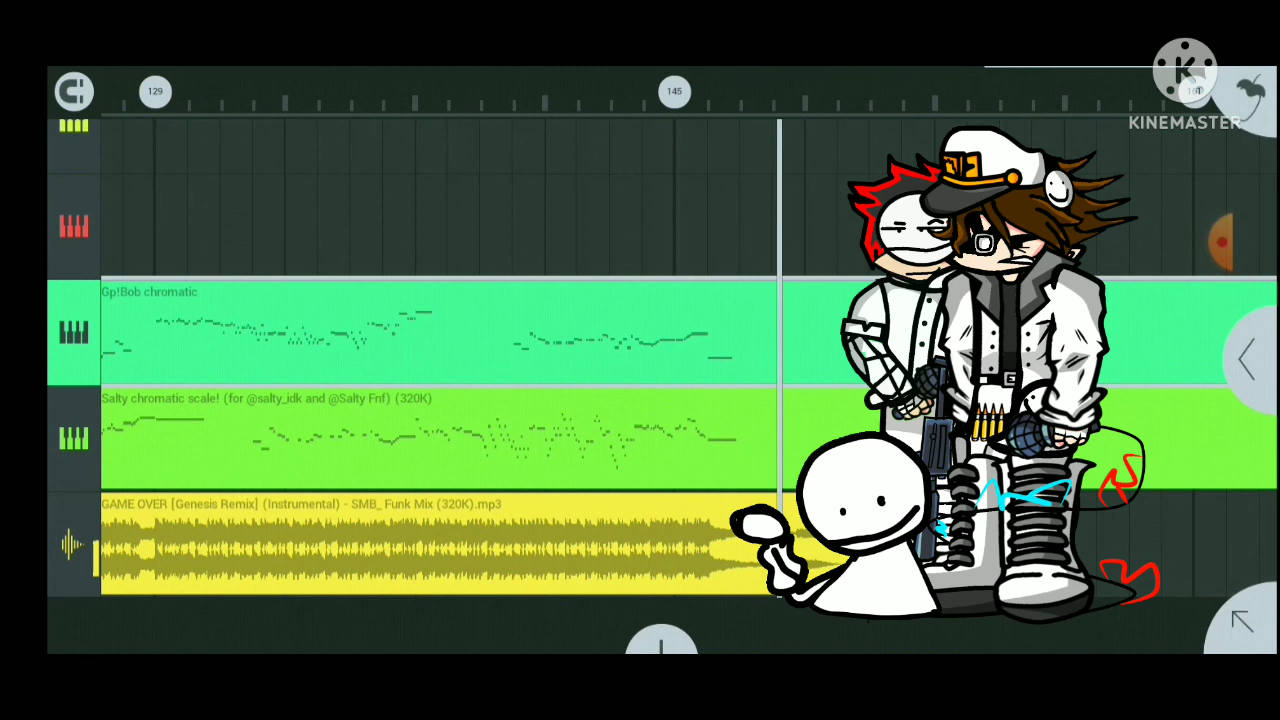 129
145
161
K
KINEMASTER
Gp!Bob chromatic
Salty chromatic scale! (for @salty_idk and @Salty Fnf) (320K)
GAME OVER [Genesis Remix] (Instrumental) - SMB_ Funk Mix (320K).mp3